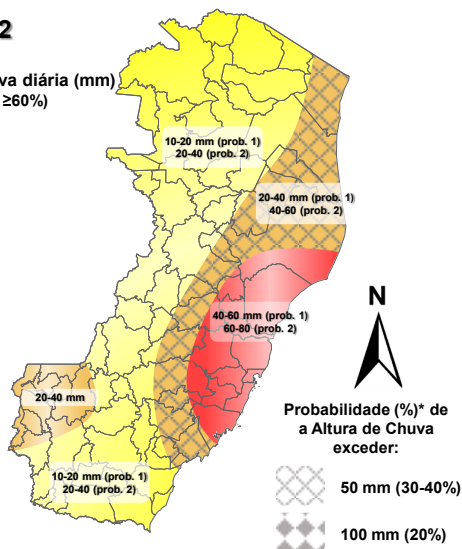 2
va diária (mm)
≥60%)
10-20 mm (prob. 1)
20-40 (prob. 2)
20-40 mm (prob. 1)
40-60 (prob. 2)
40-60 mm (prob. 1)
60-80 (prob. 2)
20-40 mm
10-20 mm (prob. 1)
20-40 (prob. 2)
N
Probabilidade (%)* de
a Altura de Chuva
exceder:
50 mm (30-40%)
100 mm (20%)